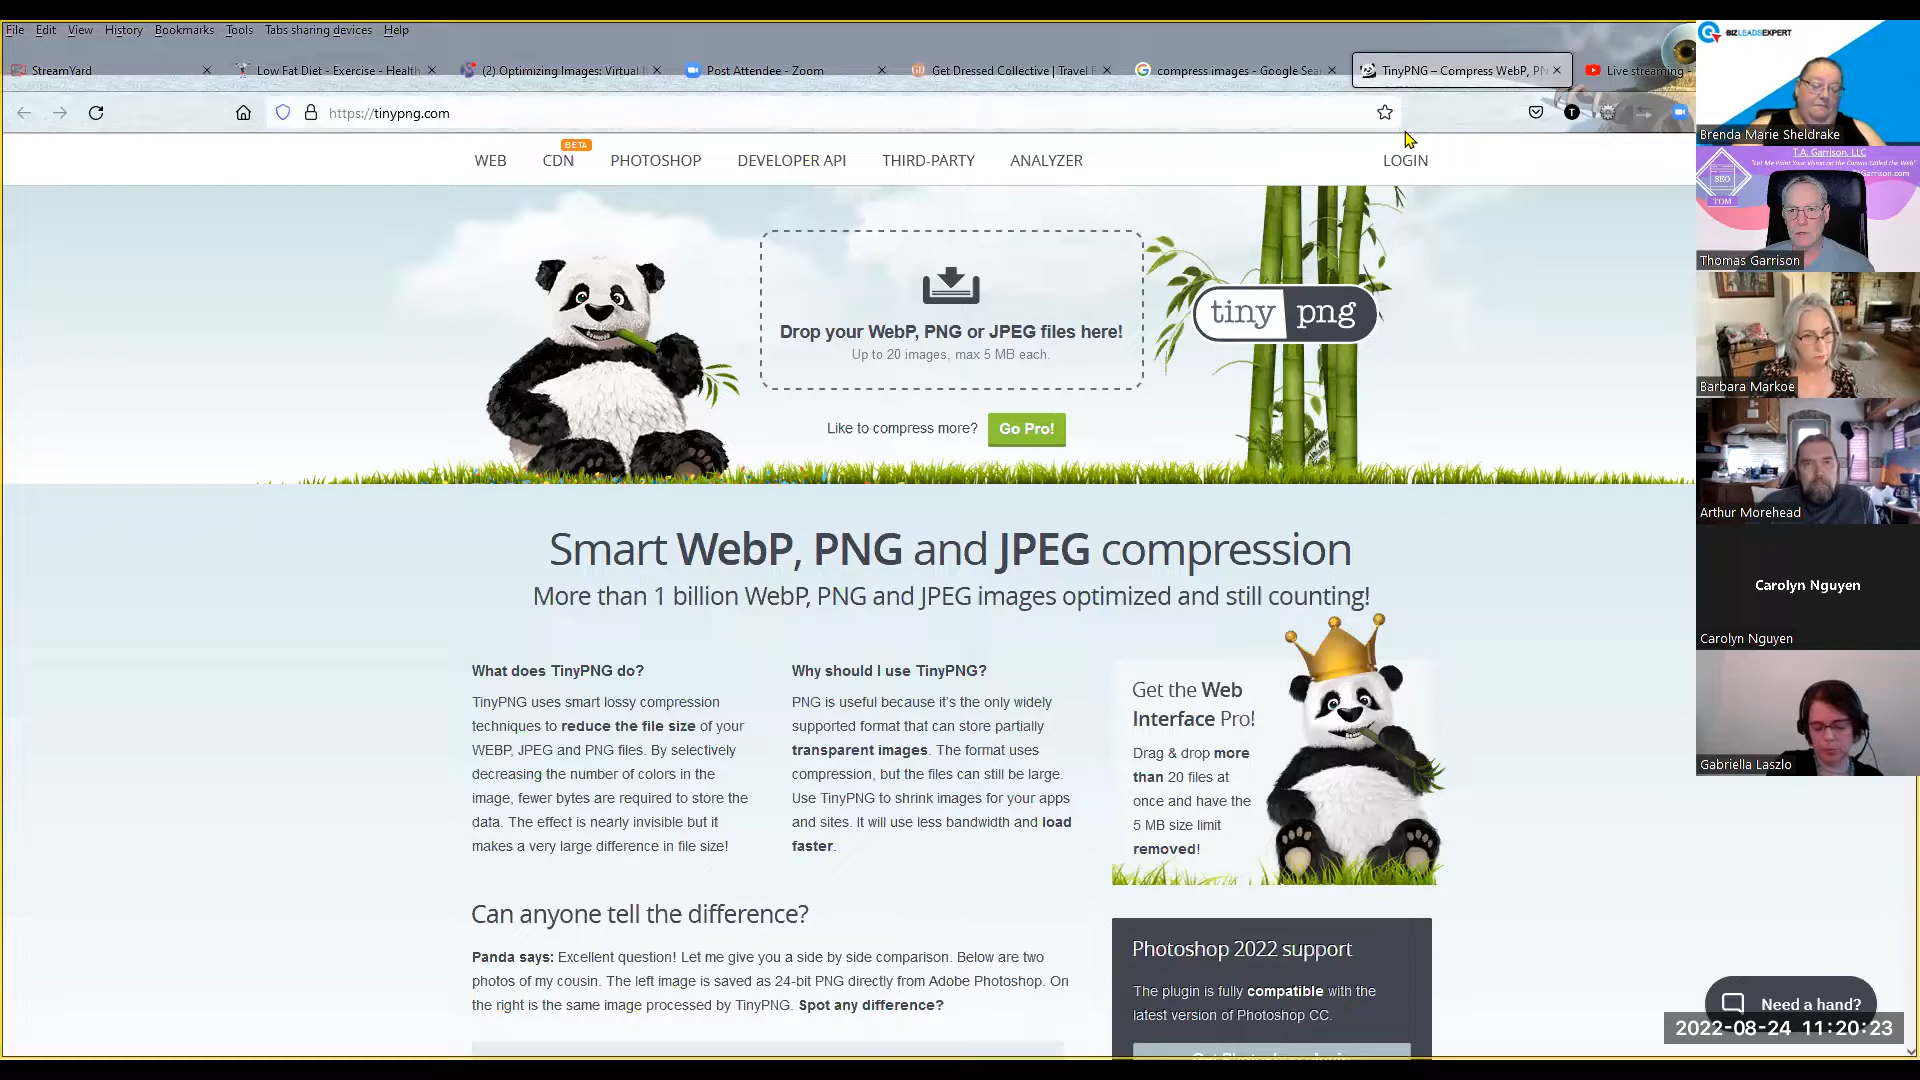 File Edit View History Bookmarks Tools Tabs sharing devices Help
StreamYard
Low Fat Diet - Exercise - Health
(2) Optimizing Images: Virtual
Post Attendee - Zoom
Get Dressed Collective | Travel
compress images - Google Sea
TinyPNG – Compress WebP, PN
Live streaming -
https://tinypng.com
WEB
CDN
BETA
PHOTOSHOP
DEVELOPER API
THIRD-PARTY
ANALYZER
LOGIN
Drop your WebP, PNG or JPEG files here!
Up to 20 images, max 5 MB each.
tiny png
Like to compress more? Go Pro!
Smart WebP, PNG and JPEG compression
More than 1 billion WebP, PNG and JPEG images optimized and still counting!
What does TinyPNG do?
TinyPNG uses smart lossy compression
techniques to reduce the file size of your
WEBP, JPEG and PNG files. By selectively
decreasing the number of colors in the
image, fewer bytes are required to store the
data. The effect is nearly invisible but it
makes a very large difference in file size!
Why should I use TinyPNG?
PNG is useful because it's the only widely
supported format that can store partially
transparent images. The format uses
compression, but the files can still be large.
Use TinyPNG to shrink images for your apps
and sites. It will use less bandwidth and load
faster.
Get the Web
Interface Pro!
Drag & drop more
than 20 files at
once and have the
5 MB size limit
removed!
Can anyone tell the difference?
Panda says: Excellent question! Let me give you a side by side comparison. Below are two
photos of my cousin. The left image is saved as 24-bit PNG directly from Adobe Photoshop. On
the right is the same image processed by TinyPNG. Spot any difference?
Photoshop 2022 support
The plugin is fully compatible with the
latest version of Photoshop CC.
Need a hand?
2022-08-24 11:20:23
BIZLEADSEXPERT
Brenda Marie Sheldrake
T.A. Garrison, LLC
"Let Me Paint Your Vision on the Canvas Called the Web"
SEO
TOM
Thomas Garrison
Barbara Markoe
Arthur Morehead
Carolyn Nguyen
Carolyn Nguyen
Gabriella Laszlo